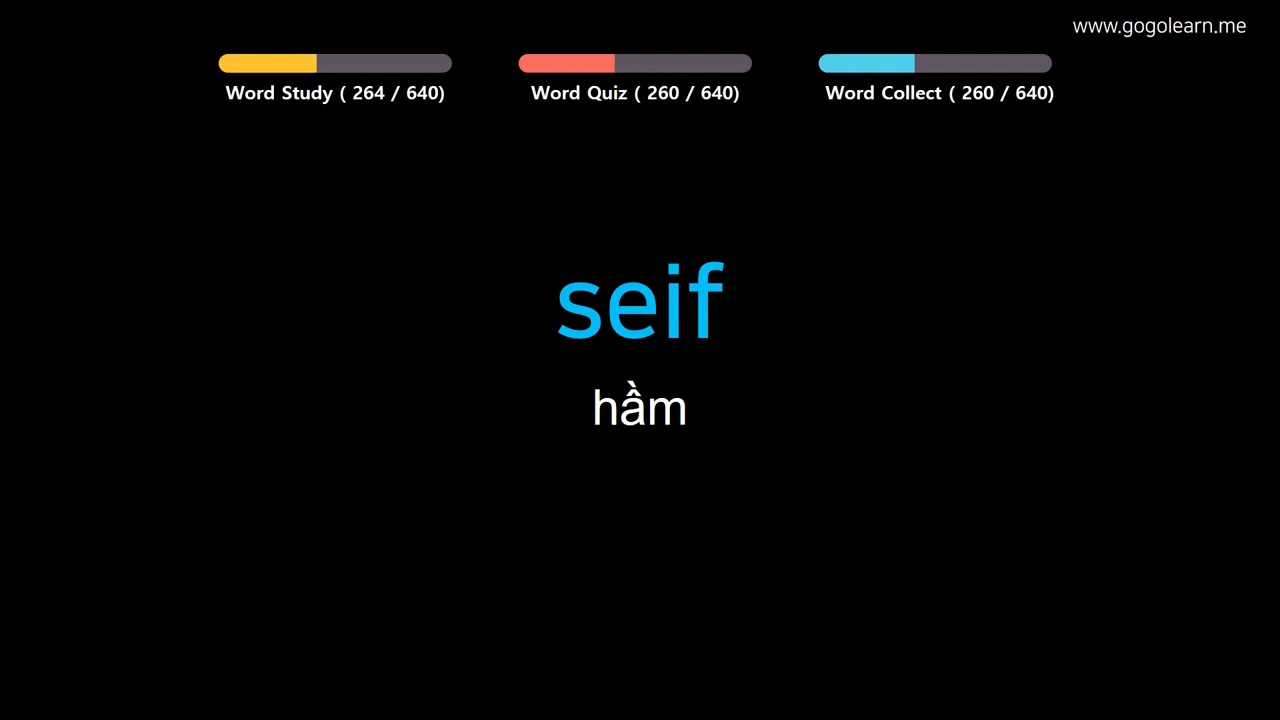 www.gogolearn.me
Word Study ( 264 / 640)
Word Quiz ( 260 / 640)
Word Collect ( 260 / 640)
seif
hầm